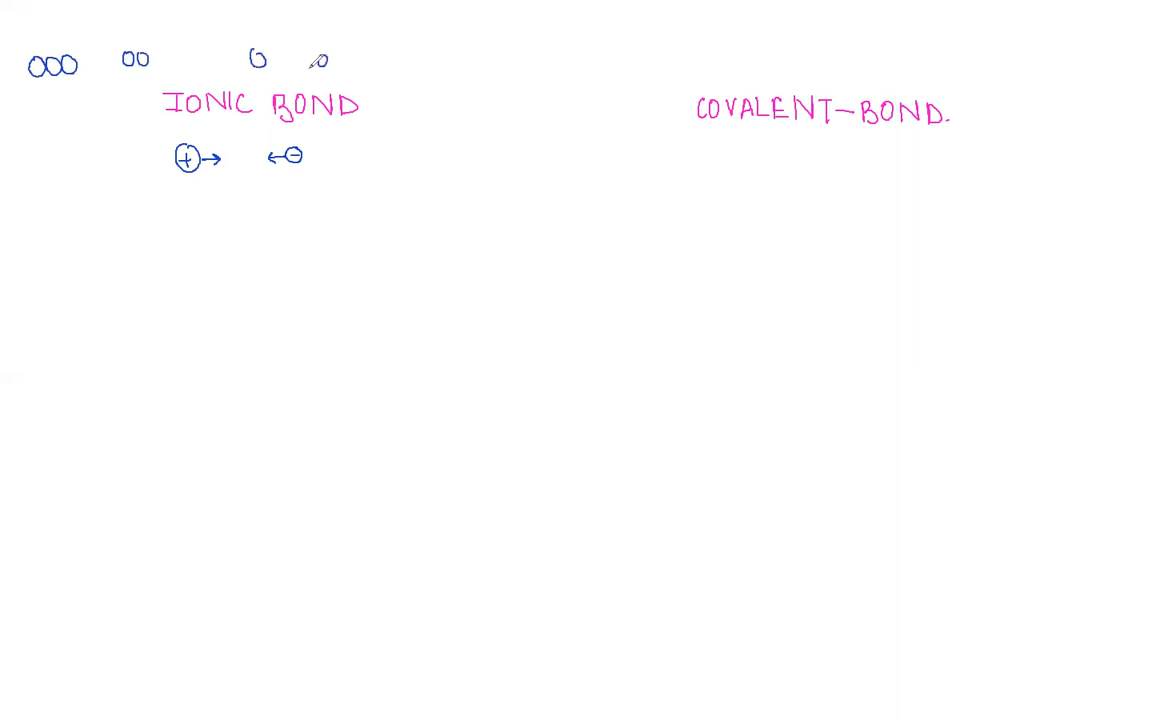 IONIC BOND
COVALENT-BOND.
+ → ← -